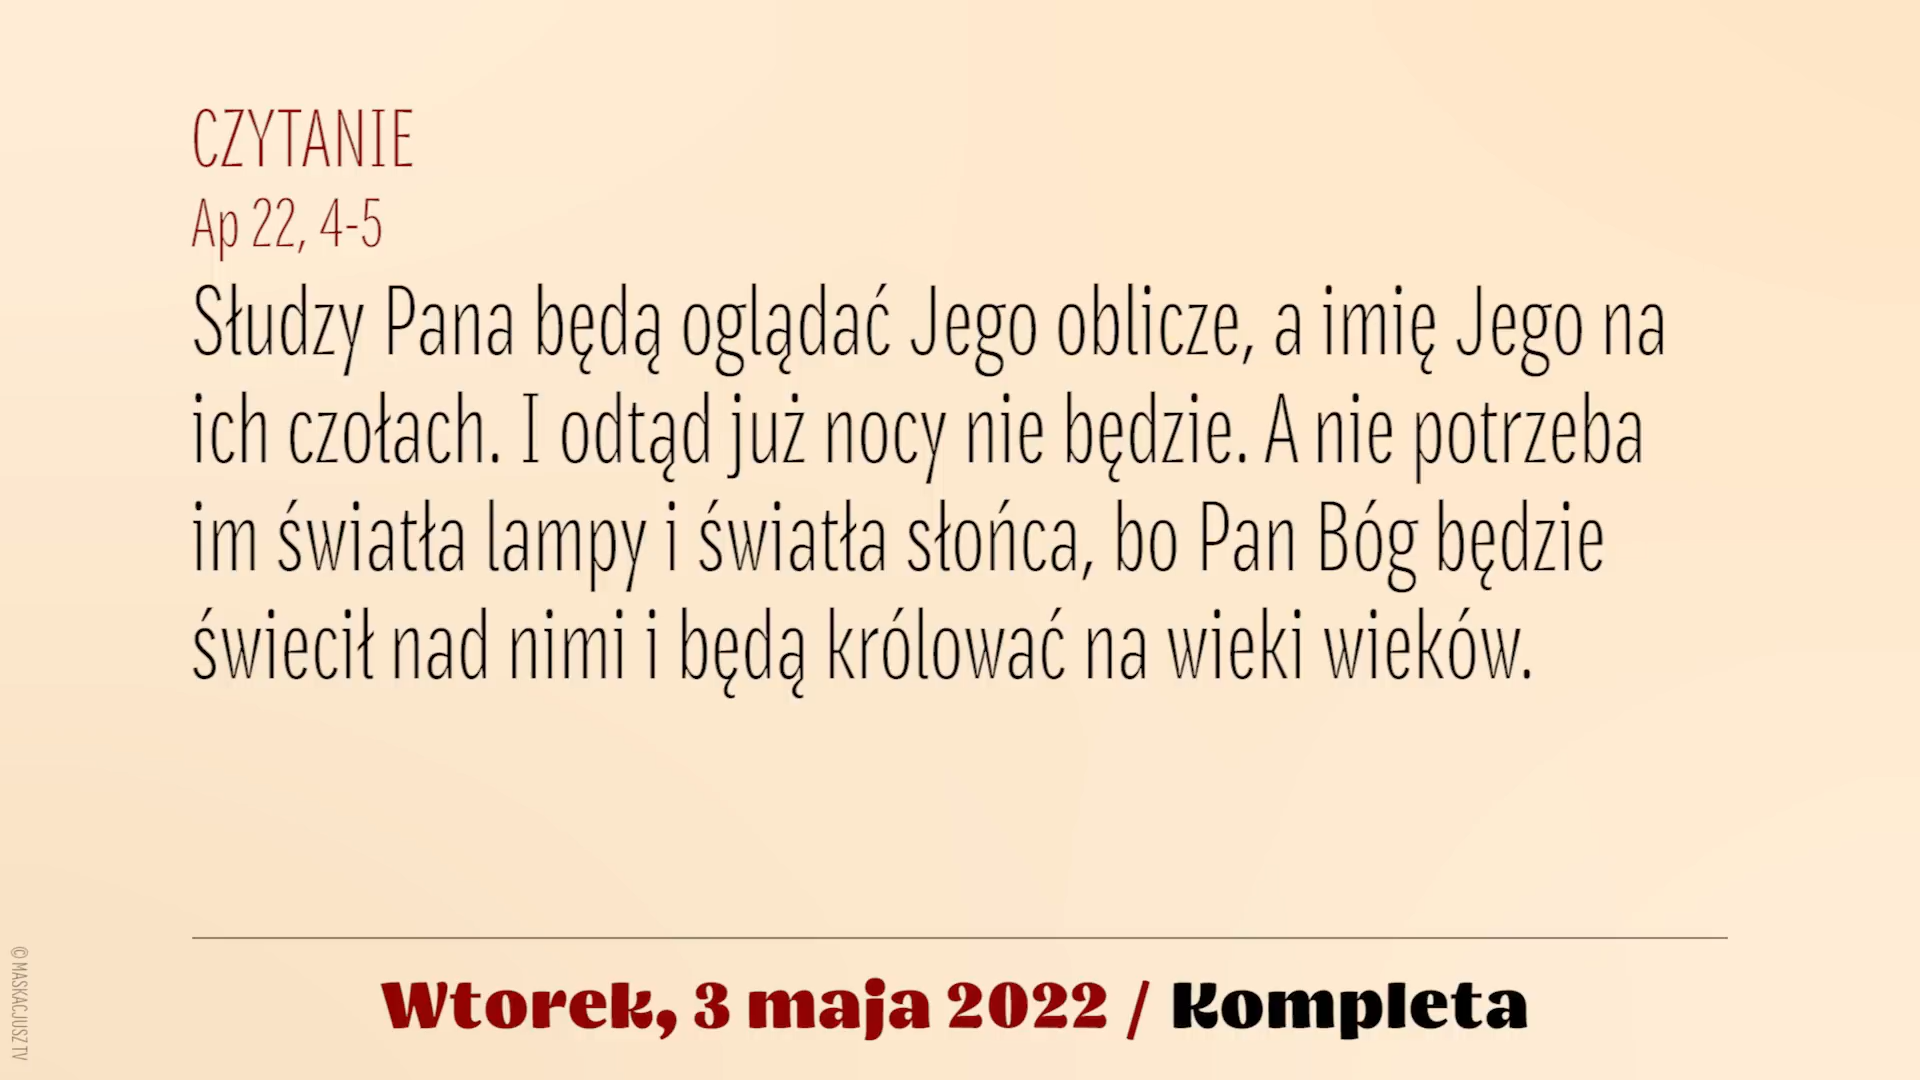 CZYTANIE
Ap 22, 4-5
Słudzy Pana będą oglądać Jego oblicze, a imię Jego na
ich czołach. I odtąd już nocy nie będzie. A nie potrzeba
im światła lampy i światła słońca, bo Pan Bóg będzie
świecił nad nimi i będą królować na wieki wieków.
Wtorek, 3 maja 2022 / Kompleta
© MASKACJUSZ TV